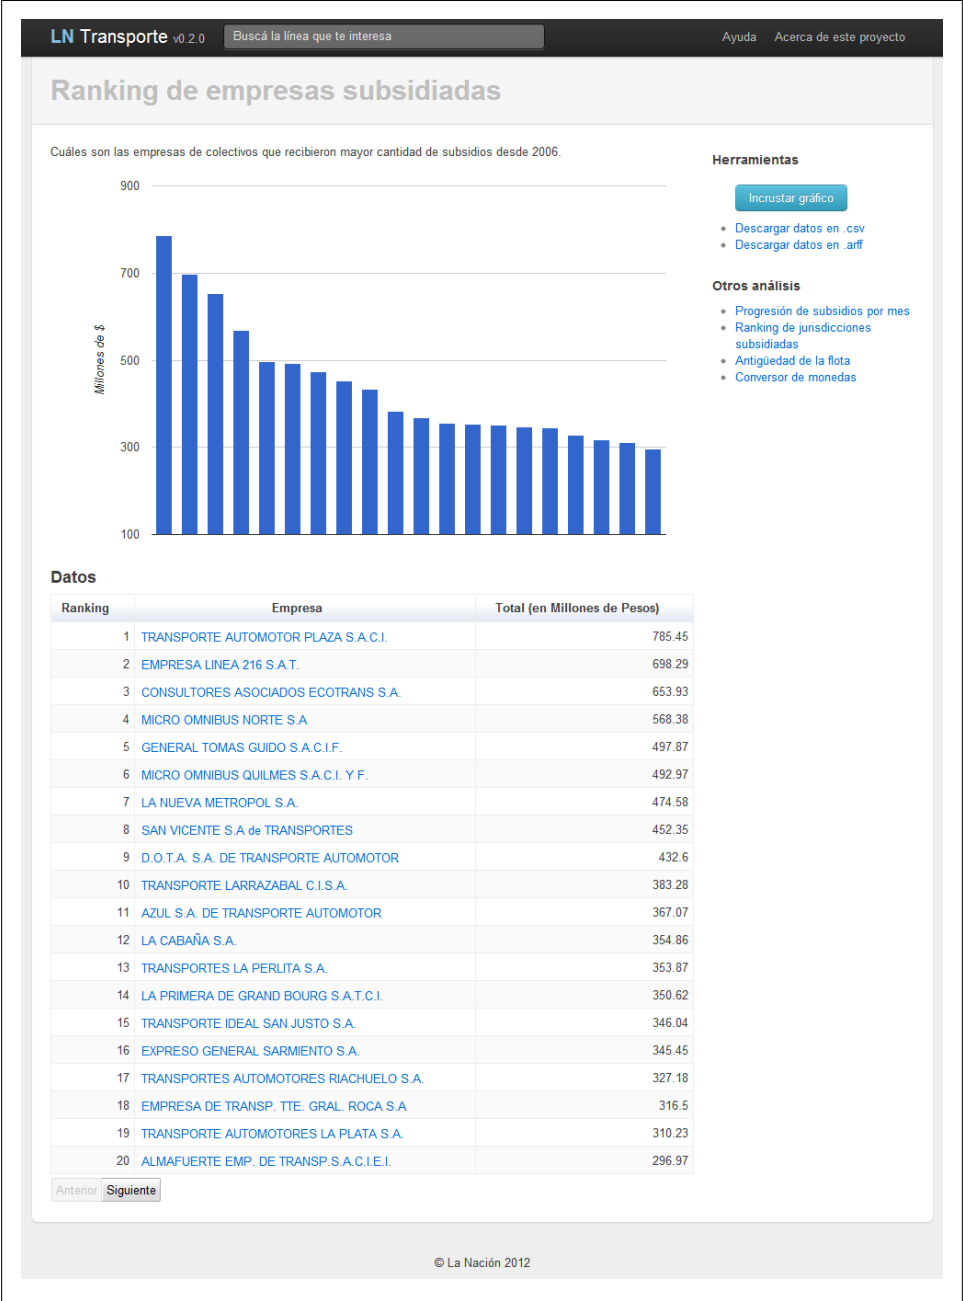 LN Transporte v0.2.0 Buscá la línea que te interesa Ayuda Acerca de este proyecto
Ranking de empresas subsidiadas
Cuáles son las empresas de colectivos que recibieron mayor cantidad de subsidios desde 2006.
900
700
500
300
100
Millones de $
Herramientas
Incrustar gráfico
Descargar datos en .csv
Descargar datos en .arff
Otros análisis
Progresión de subsidios por mes
Ranking de jurisdicciones
subsidiadas
Antigüedad de la flota
Conversor de monedas
Datos
Ranking Empresa Total (en Millones de Pesos)
1 TRANSPORTE AUTOMOTOR PLAZA S.A.C.I. 785.45
2 EMPRESA LINEA 216 S.A.T. 698.29
3 CONSULTORES ASOCIADOS ECOTRANS S.A. 653.93
4 MICRO OMNIBUS NORTE S.A 568.38
5 GENERAL TOMAS GUIDO S.A.C.I.F. 497.87
6 MICRO OMNIBUS QUILMES S.A.C.I. Y F. 492.97
7 LA NUEVA METROPOL S.A. 474.58
8 SAN VICENTE S.A de TRANSPORTES 452.35
9 D.O.T.A. S.A. DE TRANSPORTE AUTOMOTOR 432.6
10 TRANSPORTE LARRAZABAL C.I.S.A. 383.28
11 AZUL S.A. DE TRANSPORTE AUTOMOTOR 367.07
12 LA CABAÑA S.A. 354.86
13 TRANSPORTES LA PERLITA S.A. 353.87
14 LA PRIMERA DE GRAND BOURG S.A.T.C.I. 350.62
15 TRANSPORTE IDEAL SAN JUSTO S.A. 346.04
16 EXPRESO GENERAL SARMIENTO S.A. 345.45
17 TRANSPORTES AUTOMOTORES RIACHUELO S.A. 327.18
18 EMPRESA DE TRANSP. TTE. GRAL. ROCA S.A 316.5
19 TRANSPORTE AUTOMOTORES LA PLATA S.A. 310.23
20 ALMAFUERTE EMP. DE TRANSP.S.A.C.I.E.I. 296.97
Anterior Siguiente
© La Nación 2012